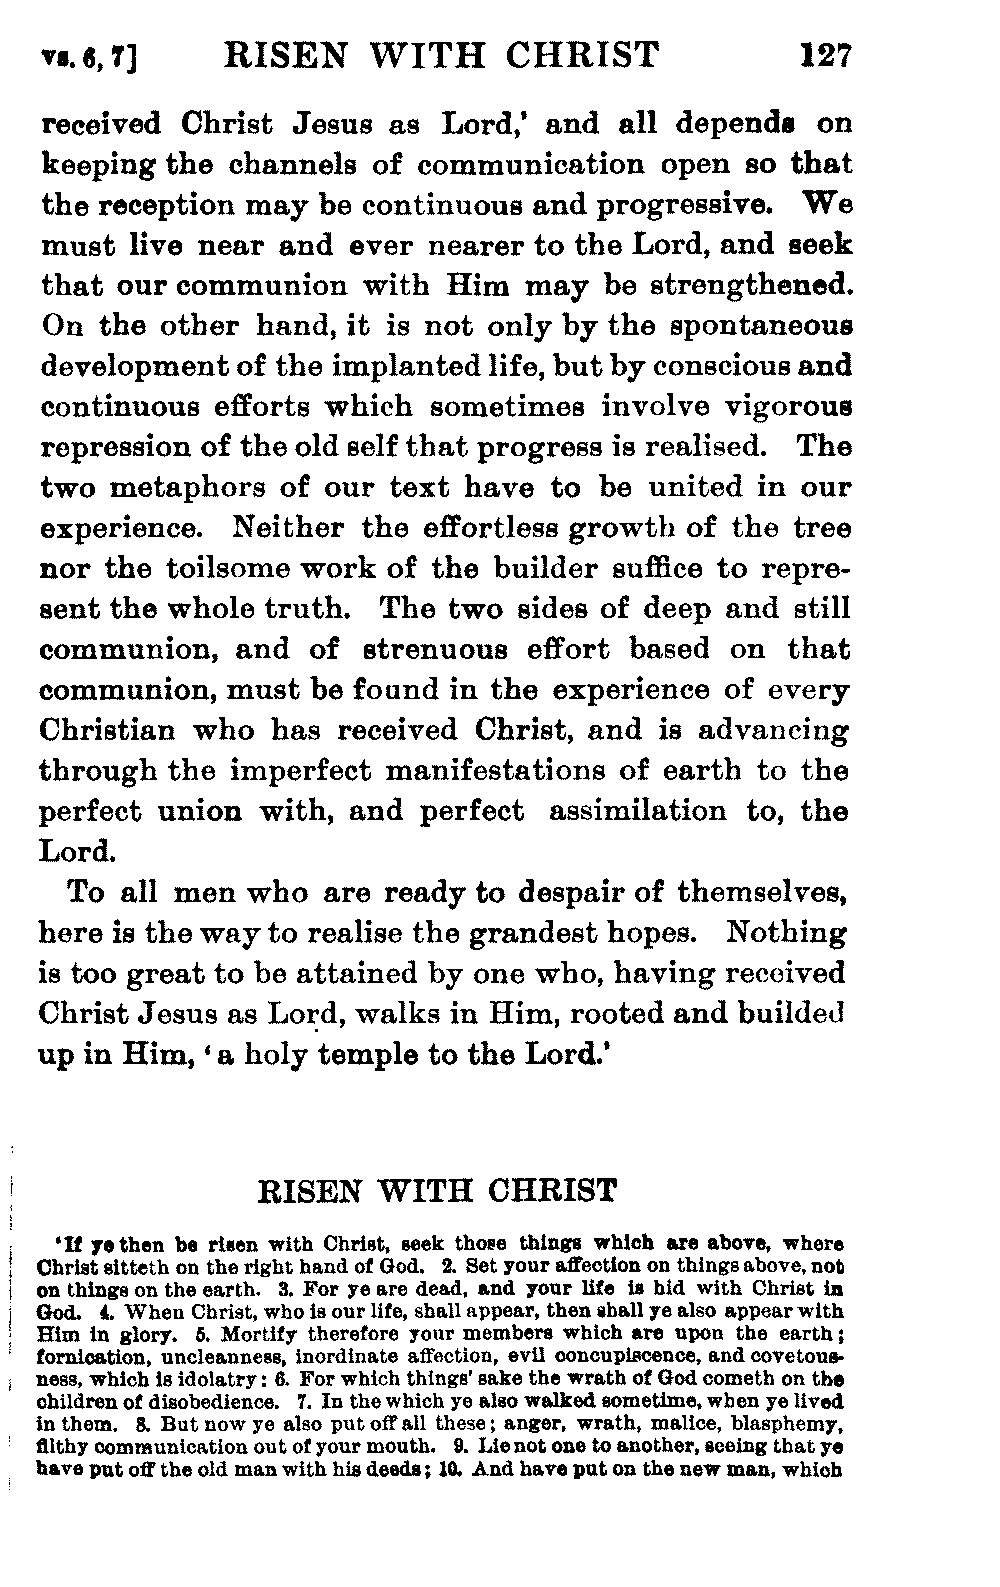 vs. 6, 7] RISEN WITH CHRIST 127
received Christ Jesus as Lord,' and all depends on
keeping the channels of communication open so that
the reception may be continuous and progressive. We
must live near and ever nearer to the Lord, and seek
that our communion with Him may be strengthened.
On the other hand, it is not only by the spontaneous
development of the implanted life, but by conscious and
continuous efforts which sometimes involve vigorous
repression of the old self that progress is realised. The
two metaphors of our text have to be united in our
experience. Neither the effortless growth of the tree
nor the toilsome work of the builder suffice to repre-
sent the whole truth. The two sides of deep and still
communion, and of strenuous effort based on that
communion, must be found in the experience of every
Christian who has received Christ, and is advancing
through the imperfect manifestations of earth to the
perfect union with, and perfect assimilation to, the
Lord.
To all men who are ready to despair of themselves,
here is the way to realise the grandest hopes. Nothing
is too great to be attained by one who, having received
Christ Jesus as Lord, walks in Him, rooted and builded
up in Him, 'a holy temple to the Lord.'
RISEN WITH CHRIST
'If ye then be risen with Christ, seek those things which are above, where
Christ sitteth on the right hand of God. 2. Set your affection on things above, not
on things on the earth. 3. For ye are dead, and your life is hid with Christ in
God. 4. When Christ, who is our life, shall appear, then shall ye also appear with
Him in glory. 5. Mortify therefore your members which are upon the earth;
fornication, uncleanness, inordinate affection, evil concupiscence, and covetous-
ness, which is idolatry: 6. For which things' sake the wrath of God cometh on the
children of disobedience. 7. In the which ye also walked sometime, when ye lived
in them. 8. But now ye also put off all these; anger, wrath, malice, blasphemy,
filthy communication out of your mouth. 9. Lie not one to another, seeing that ye
have put off the old man with his deeds; 10. And have put on the new man, which